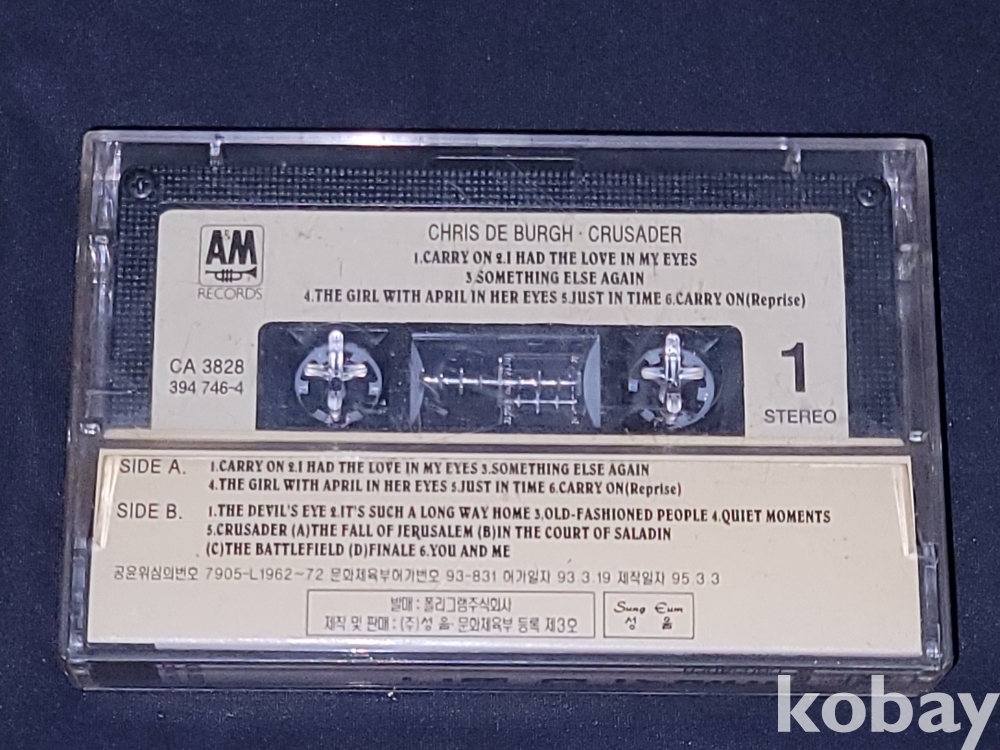 A&M
RECORDS
CHRIS DE BURGH · CRUSADER
1.CARRY ON 2.I HAD THE LOVE IN MY EYES
3.SOMETHING ELSE AGAIN
4.THE GIRL WITH APRIL IN HER EYES 5.JUST IN TIME 6.CARRY ON(Reprise)
CA 3828
394 746-4
1
STEREO
SIDE A. 1.CARRY ON 2.I HAD THE LOVE IN MY EYES 3.SOMETHING ELSE AGAIN
4.THE GIRL WITH APRIL IN HER EYES 5.JUST IN TIME 6.CARRY ON(Reprise)
SIDE B. 1.THE DEVIL'S EYE 2.IT'S SUCH A LONG WAY HOME 3.OLD-FASHIONED PEOPLE 4.QUIET MOMENTS
5.CRUSADER (A)THE FALL OF JERUSALEM (B)IN THE COURT OF SALADIN
(C)THE BATTLEFIELD (D)FINALE 6.YOU AND ME
공윤위심의번호 7905-L1962~72 문화체육부허가번호 93-831 허가일자 93.3.19 제작일자 95.3.3
발매 : 폴리그램주식회사
제작 및 판매 : (주)성 음· 문화체육부 등록 제3호
Sung Eum
성 음
kobay